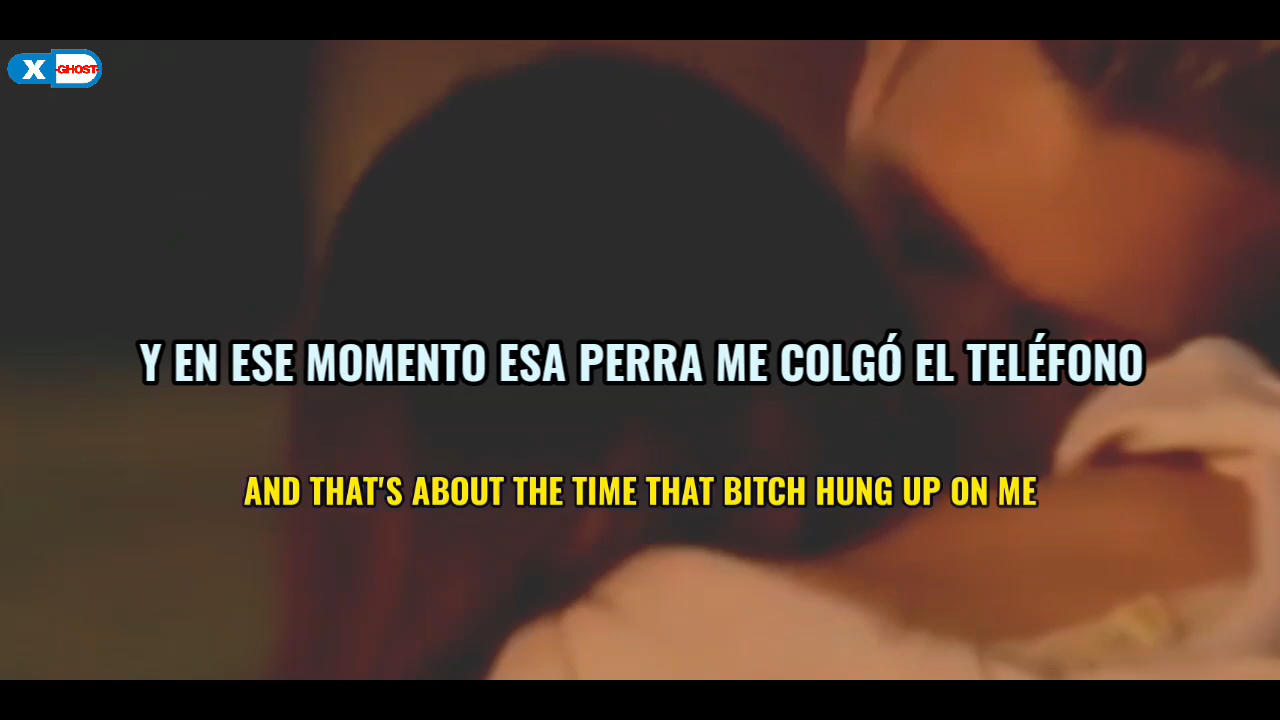 X -GHOST-
Y EN ESE MOMENTO ESA PERRA ME COLGÓ EL TELÉFONO
AND THAT'S ABOUT THE TIME THAT BITCH HUNG UP ON ME